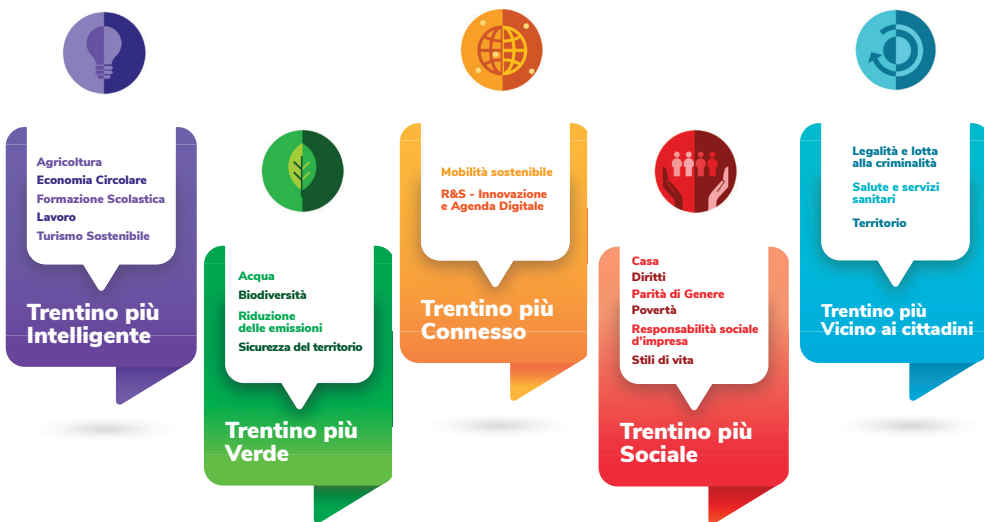 Agricoltura
Economia Circolare
Formazione Scolastica
Lavoro
Turismo Sostenibile
Trentino più
Intelligente
Acqua
Biodiversità
Riduzione
delle emissioni
Sicurezza del territorio
Trentino più
Verde
Mobilità sostenibile
R&S - Innovazione
e Agenda Digitale
Trentino più
Connesso
Casa
Diritti
Parità di Genere
Povertà
Responsabilità sociale
d'impresa
Stili di vita
Trentino più
Sociale
Legalità e lotta
alla criminalità
Salute e servizi
sanitari
Territorio
Trentino più
Vicino ai cittadini